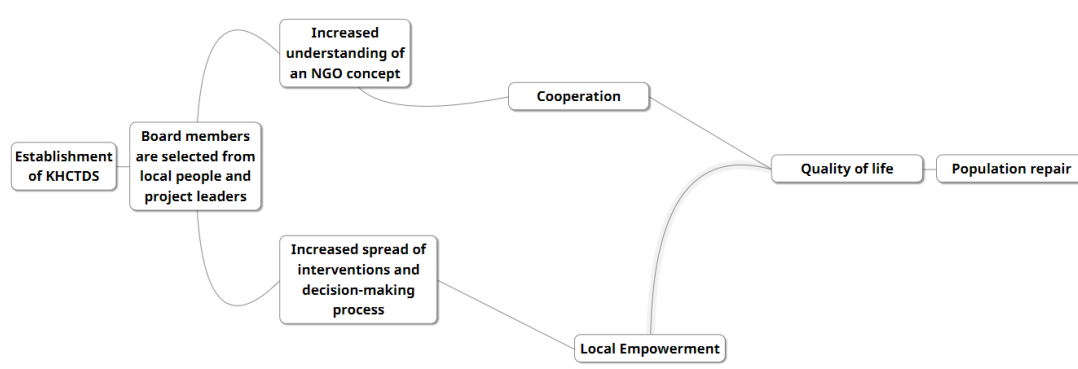 Establishment
of KHCTDS
Board members
are selected from
local people and
project leaders
Increased
understanding of
an NGO concept
Cooperation
Increased spread of
interventions and
decision-making
process
Local Empowerment
Quality of life
Population repair